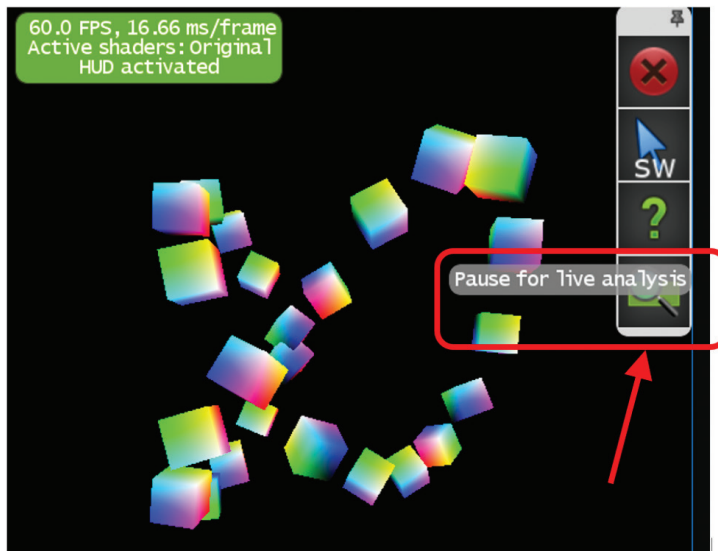 60.0 FPS, 16.66 ms/frame
Active shaders: Original
HUD activated
SW
?
Pause for live analysis